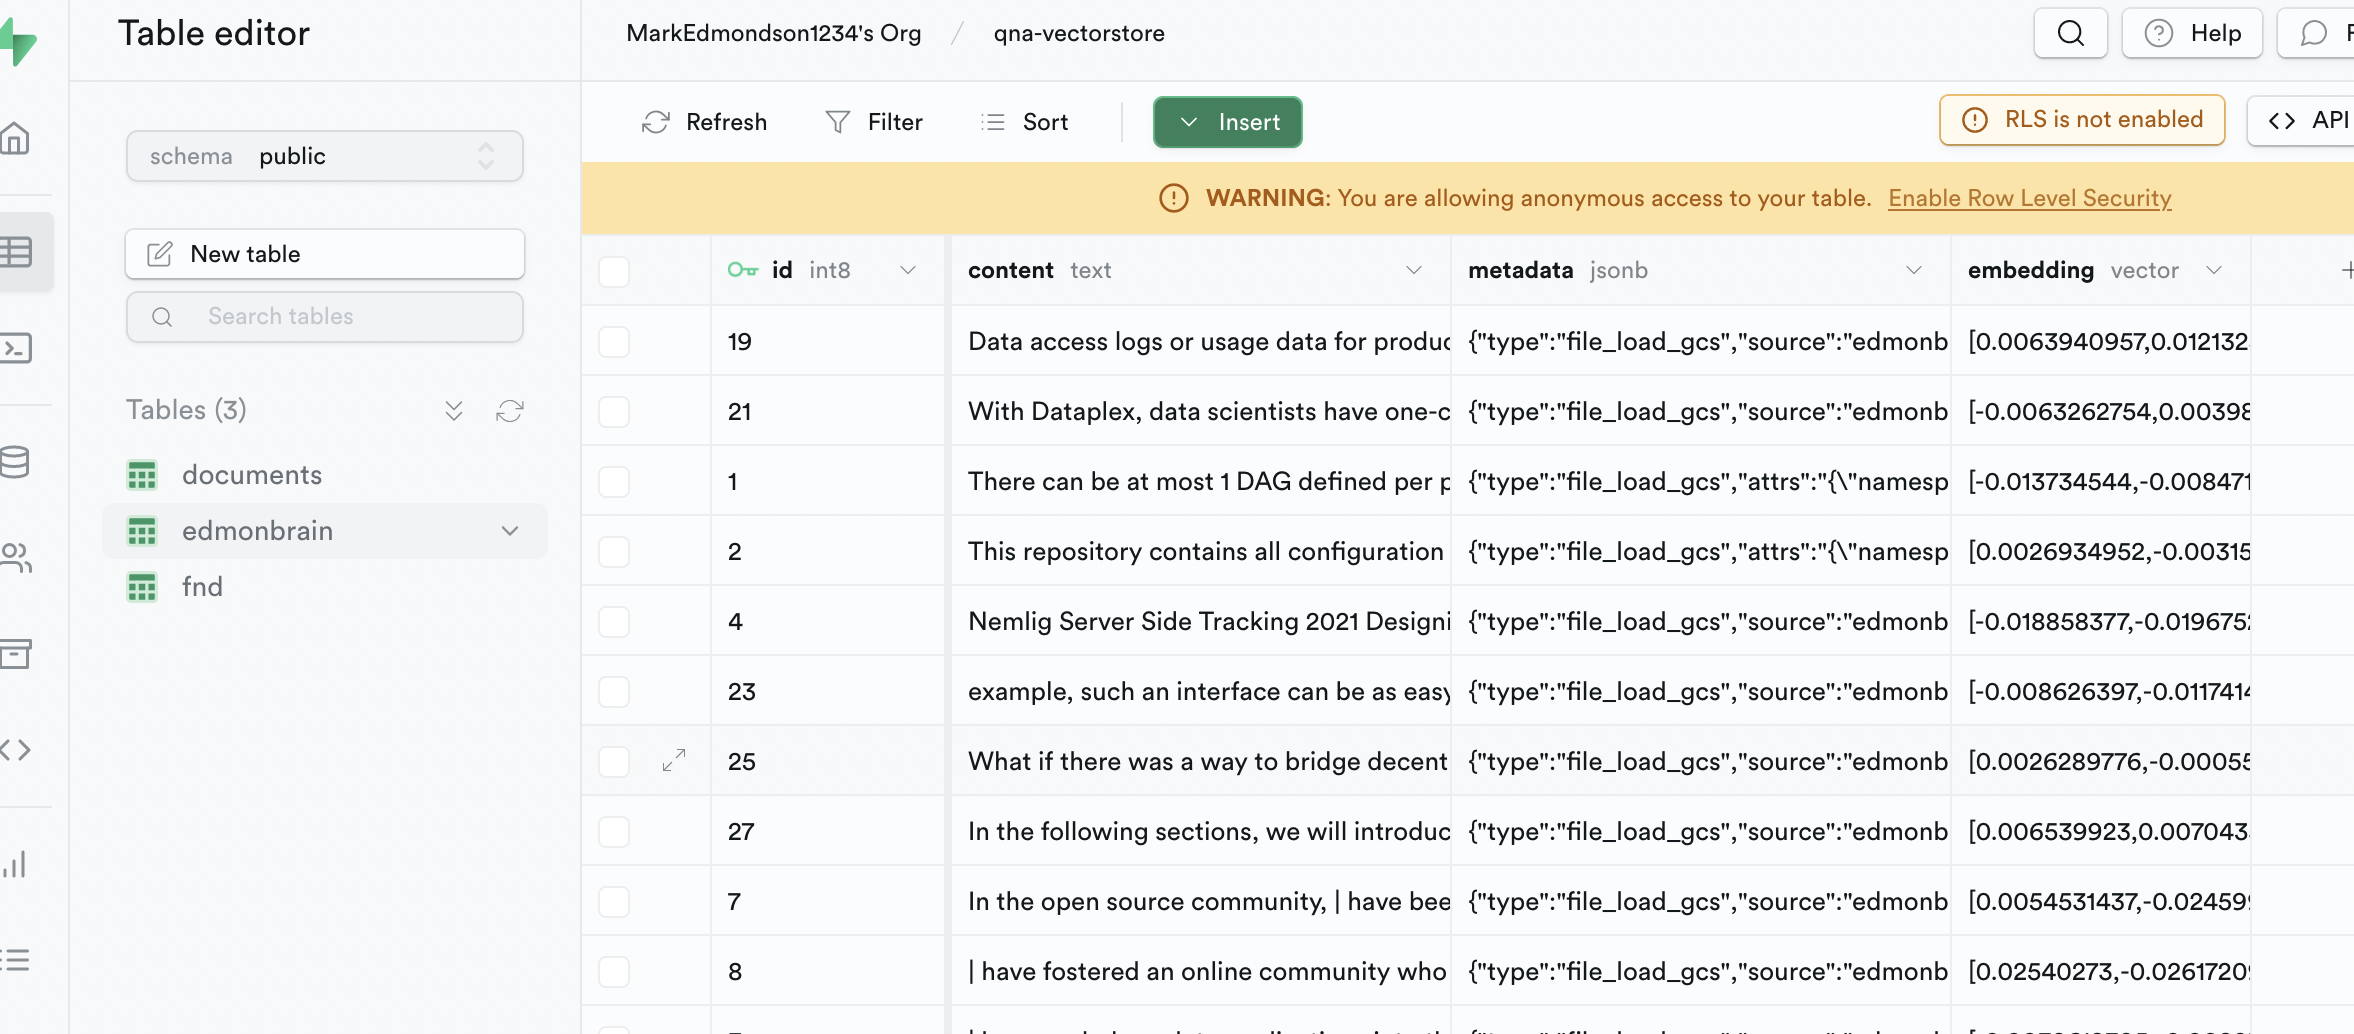 Table editor
MarkEdmondson1234's Org / qna-vectorstore
Help
schema public
New table
Search tables
Tables (3)
documents
edmonbrain
fnd
Refresh Filter Sort Insert
RLS is not enabled
API
WARNING: You are allowing anonymous access to your table. Enable Row Level Security
id int8 content text metadata jsonb embedding vector
19 Data access logs or usage data for produc {"type":"file_load_gcs","source":"edmonb [0.0063940957,0.012132
21 With Dataplex, data scientists have one-c {"type":"file_load_gcs","source":"edmonb [-0.0063262754,0.00398
1 There can be at most 1 DAG defined per p {"type":"file_load_gcs","attrs":"{\"namesp [-0.013734544,-0.008471
2 This repository contains all configuration {"type":"file_load_gcs","attrs":"{\"namesp [0.0026934952,-0.00315
4 Nemlig Server Side Tracking 2021 Designi {"type":"file_load_gcs","source":"edmonb [-0.018858377,-0.019675
23 example, such an interface can be as easy {"type":"file_load_gcs","source":"edmonb [-0.008626397,-0.0117414
25 What if there was a way to bridge decent {"type":"file_load_gcs","source":"edmonb [0.0026289776,-0.00055
27 In the following sections, we will introduc {"type":"file_load_gcs","source":"edmonb [0.006539923,0.007043
7 In the open source community, | have bee {"type":"file_load_gcs","source":"edmonb [0.0054531437,-0.02459
8 | have fostered an online community who {"type":"file_load_gcs","source":"edmonb [0.02540273,-0.0261720